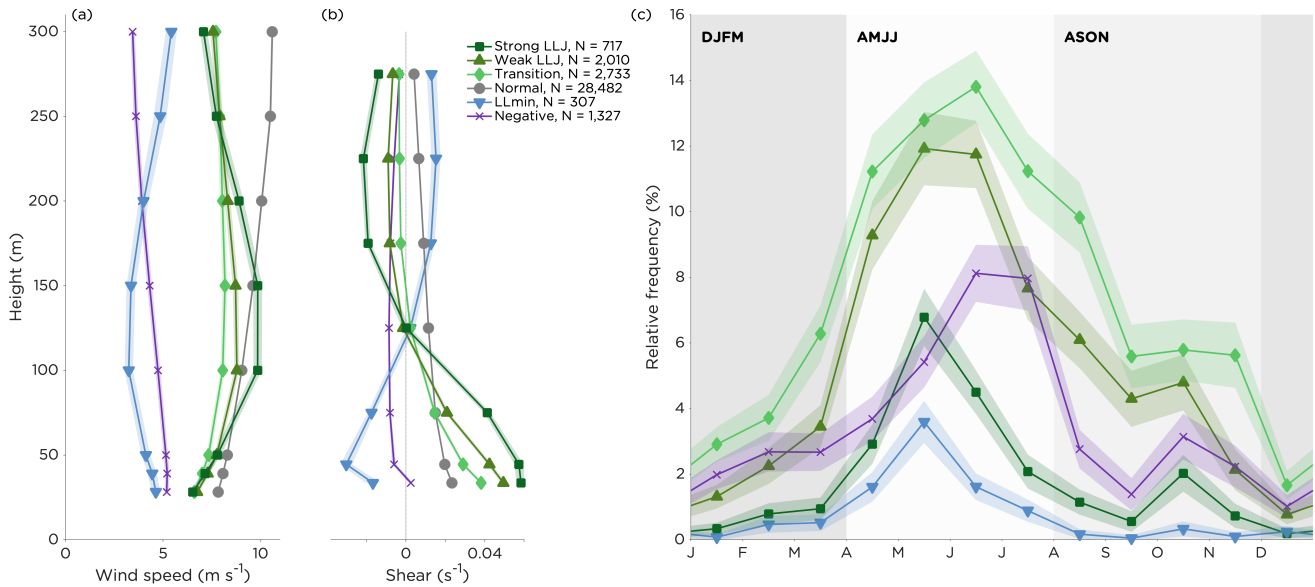 (a)
300
250
200
150
100
50
0
Height (m)
0
5
10
Wind speed (m s⁻¹)
(b)
Strong LLJ, N = 717
Weak LLJ, N = 2,010
Transition, N = 2,733
Normal, N = 28,482
LLmin, N = 307
Negative, N = 1,327
0
0.04
Shear (s⁻¹)
(c)
16
14
12
10
8
6
4
2
0
Relative frequency (%)
DJFM
AMJJ
ASON
J F M A M J J A S O N D